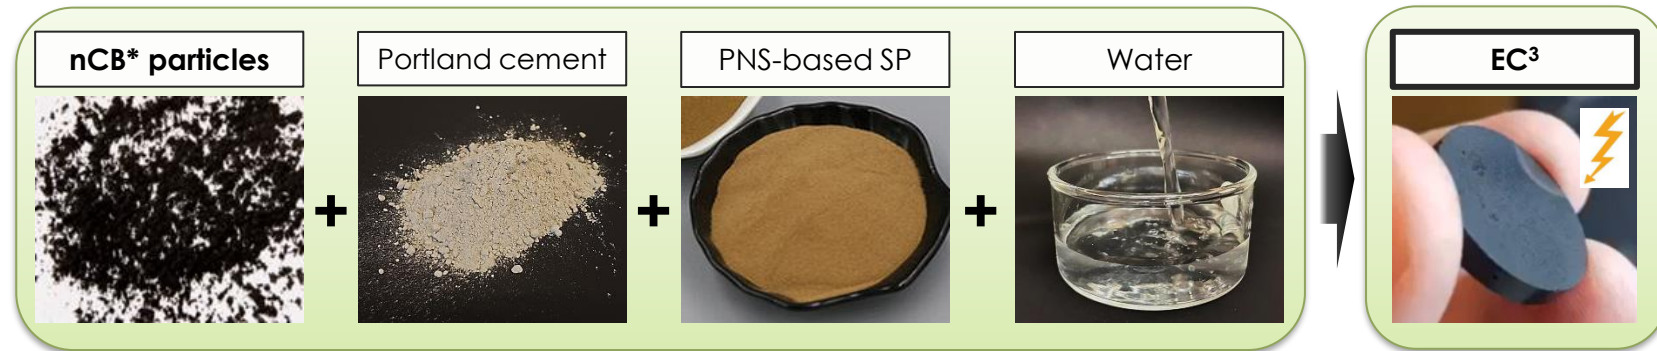 nCB* particles
Portland cement
PNS-based SP
Water
EC³
+
+
+